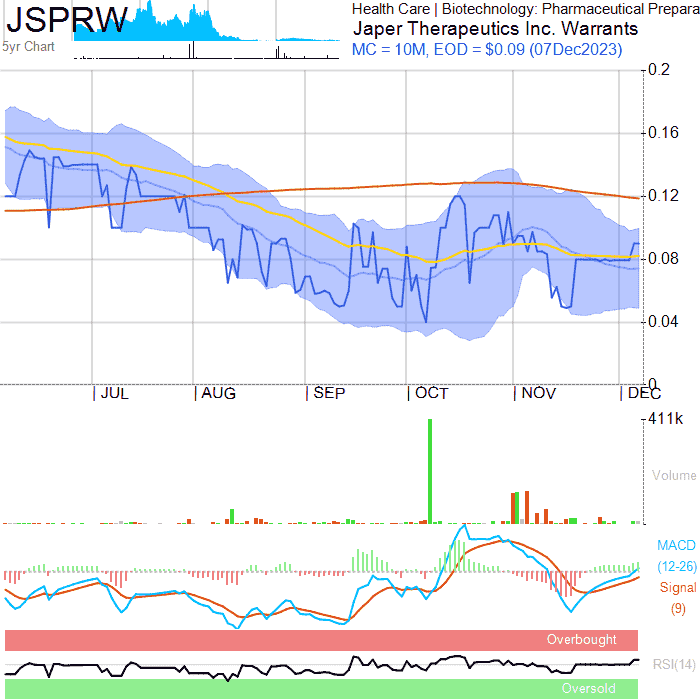 JSPRW
5yr Chart
Health Care | Biotechnology: Pharmaceutical Prepara
Japer Therapeutics Inc. Warrants
MC = 10M, EOD = $0.09 (07Dec2023)
0.2
0.16
0.12
0.08
0.04
0
JUL AUG SEP OCT NOV DEC
411k
Volume
MACD
(12-26)
Signal
(9)
Overbought
RSI(14)
Oversold